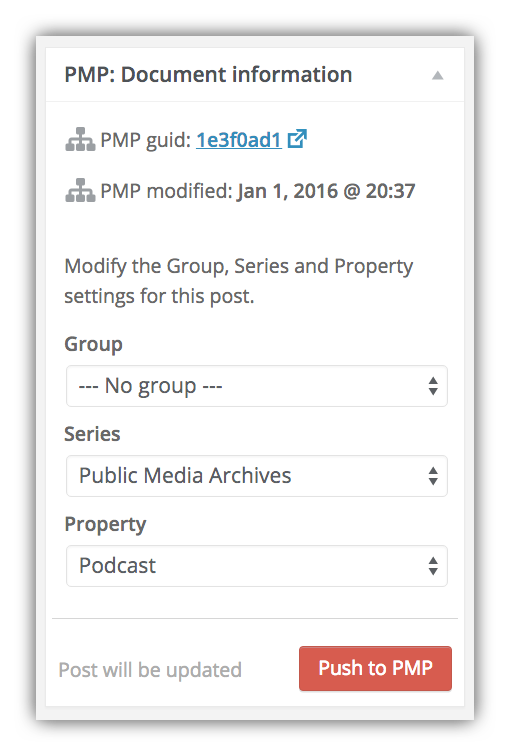 PMP: Document information
PMP guid: 1e3f0ad1
PMP modified: Jan 1, 2016 @ 20:37
Modify the Group, Series and Property
settings for this post.
Group
--- No group ---
Series
Public Media Archives
Property
Podcast
Post will be updated
Push to PMP